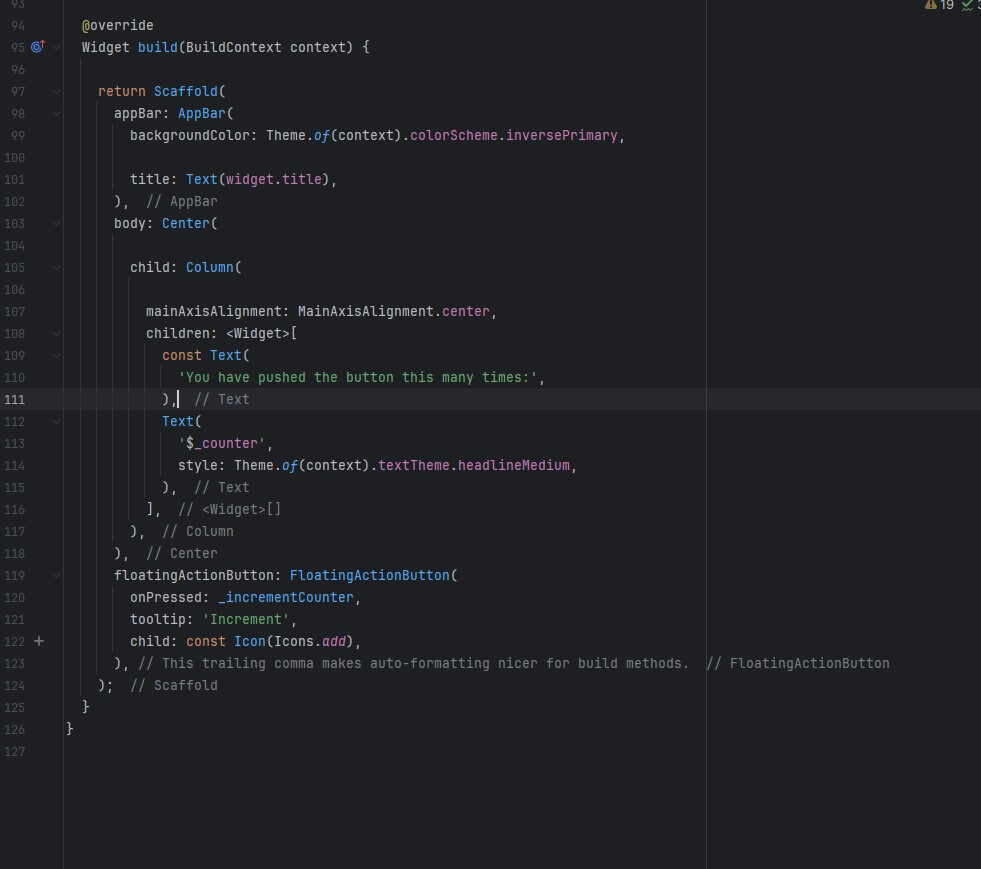 93
19
94 @override
95 Widget build(BuildContext context) {
96
97 return Scaffold(
98 appBar: AppBar(
99 backgroundColor: Theme.of(context).colorScheme.inversePrimary,
100
101 title: Text(widget.title),
102 ), // AppBar
103 body: Center(
104
105 child: Column(
106
107 mainAxisAlignment: MainAxisAlignment.center,
108 children: <Widget>[
109 const Text(
110 'You have pushed the button this many times:',
111 ), // Text
112 Text(
113 '$_counter',
114 style: Theme.of(context).textTheme.headlineMedium,
115 ), // Text
116 ], // <Widget>[]
117 ), // Column
118 ), // Center
119 floatingActionButton: FloatingActionButton(
120 onPressed: _incrementCounter,
121 tooltip: 'Increment',
122 child: const Icon(Icons.add),
123 ), // This trailing comma makes auto-formatting nicer for build methods. // FloatingActionButton
124 ); // Scaffold
125 }
126 }
127